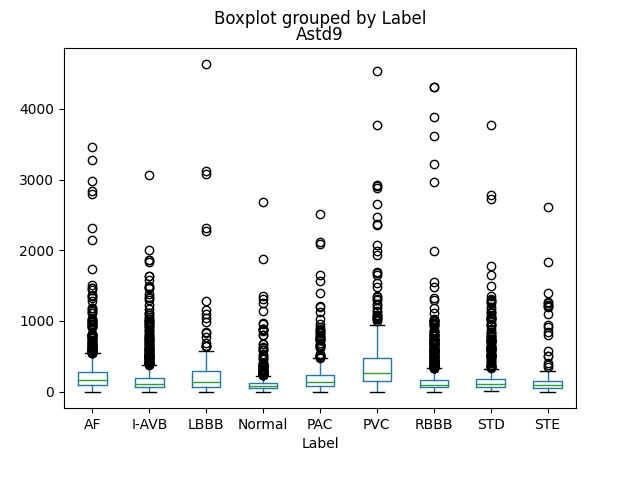 Boxplot grouped by Label
Astd9
4000
3000
2000
1000
0
AF I-AVB LBBB Normal PAC PVC RBBB STD STE
Label